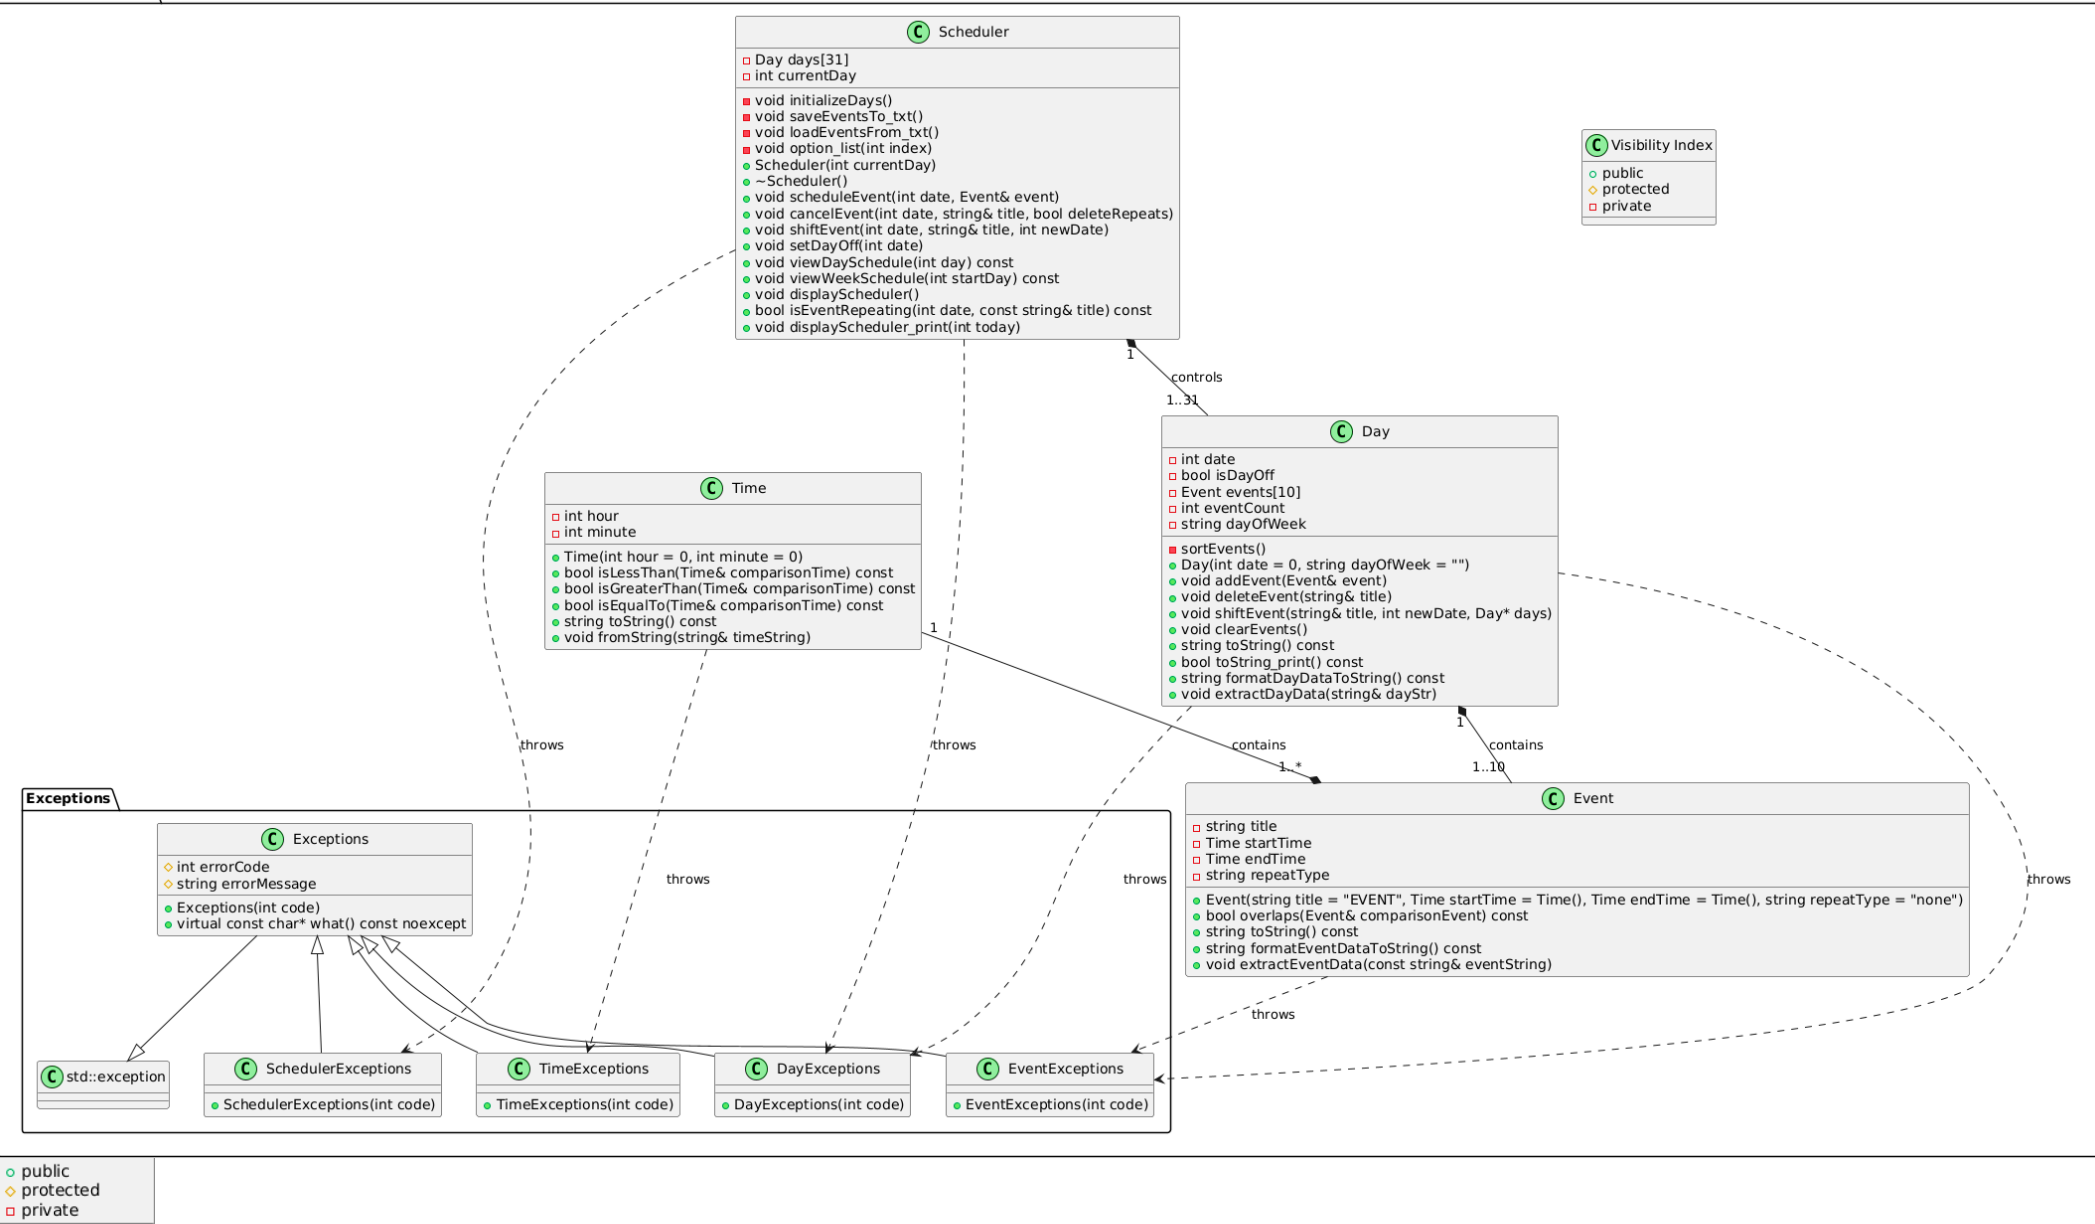 Scheduler
Day days[31]
int currentDay
void initializeDays()
void saveEventsTo_txt()
void loadEventsFrom_txt()
void option_list(int index)
Scheduler(int currentDay)
~Scheduler()
void scheduleEvent(int date, Event& event)
void cancelEvent(int date, string& title, bool deleteRepeats)
void shiftEvent(int date, string& title, int newDate)
void setDayOff(int date)
void viewDaySchedule(int day) const
void viewWeekSchedule(int startDay) const
void displayScheduler()
bool isEventRepeating(int date, const string& title) const
void displayScheduler_print(int today)
Visibility Index
public
protected
private
1
controls
1..31
Day
int date
bool isDayOff
Event events[10]
int eventCount
string dayOfWeek
sortEvents()
Day(int date = 0, string dayOfWeek = "")
void addEvent(Event& event)
void deleteEvent(string& title)
void shiftEvent(string& title, int newDate, Day* days)
void clearEvents()
string toString() const
bool toString_print() const
string formatDayDataToString() const
void extractDayData(string& dayStr)
Time
int hour
int minute
Time(int hour = 0, int minute = 0)
bool isLessThan(Time& comparisonTime) const
bool isGreaterThan(Time& comparisonTime) const
bool isEqualTo(Time& comparisonTime) const
string toString() const
void fromString(string& timeString)
1
1
throws
throws
contains
contains
1..*
1..10
Exceptions
Event
string title
Time startTime
Time endTime
string repeatType
Event(string title = "EVENT", Time startTime = Time(), Time endTime = Time(), string repeatType = "none")
bool overlaps(Event& comparisonEvent) const
string toString() const
string formatEventDataToString() const
void extractEventData(const string& eventString)
Exceptions
int errorCode
string errorMessage
Exceptions(int code)
virtual const char* what() const noexcept
throws
throws
throws
throws
std::exception
SchedulerExceptions
SchedulerExceptions(int code)
TimeExceptions
TimeExceptions(int code)
DayExceptions
DayExceptions(int code)
EventExceptions
EventExceptions(int code)
public
protected
private